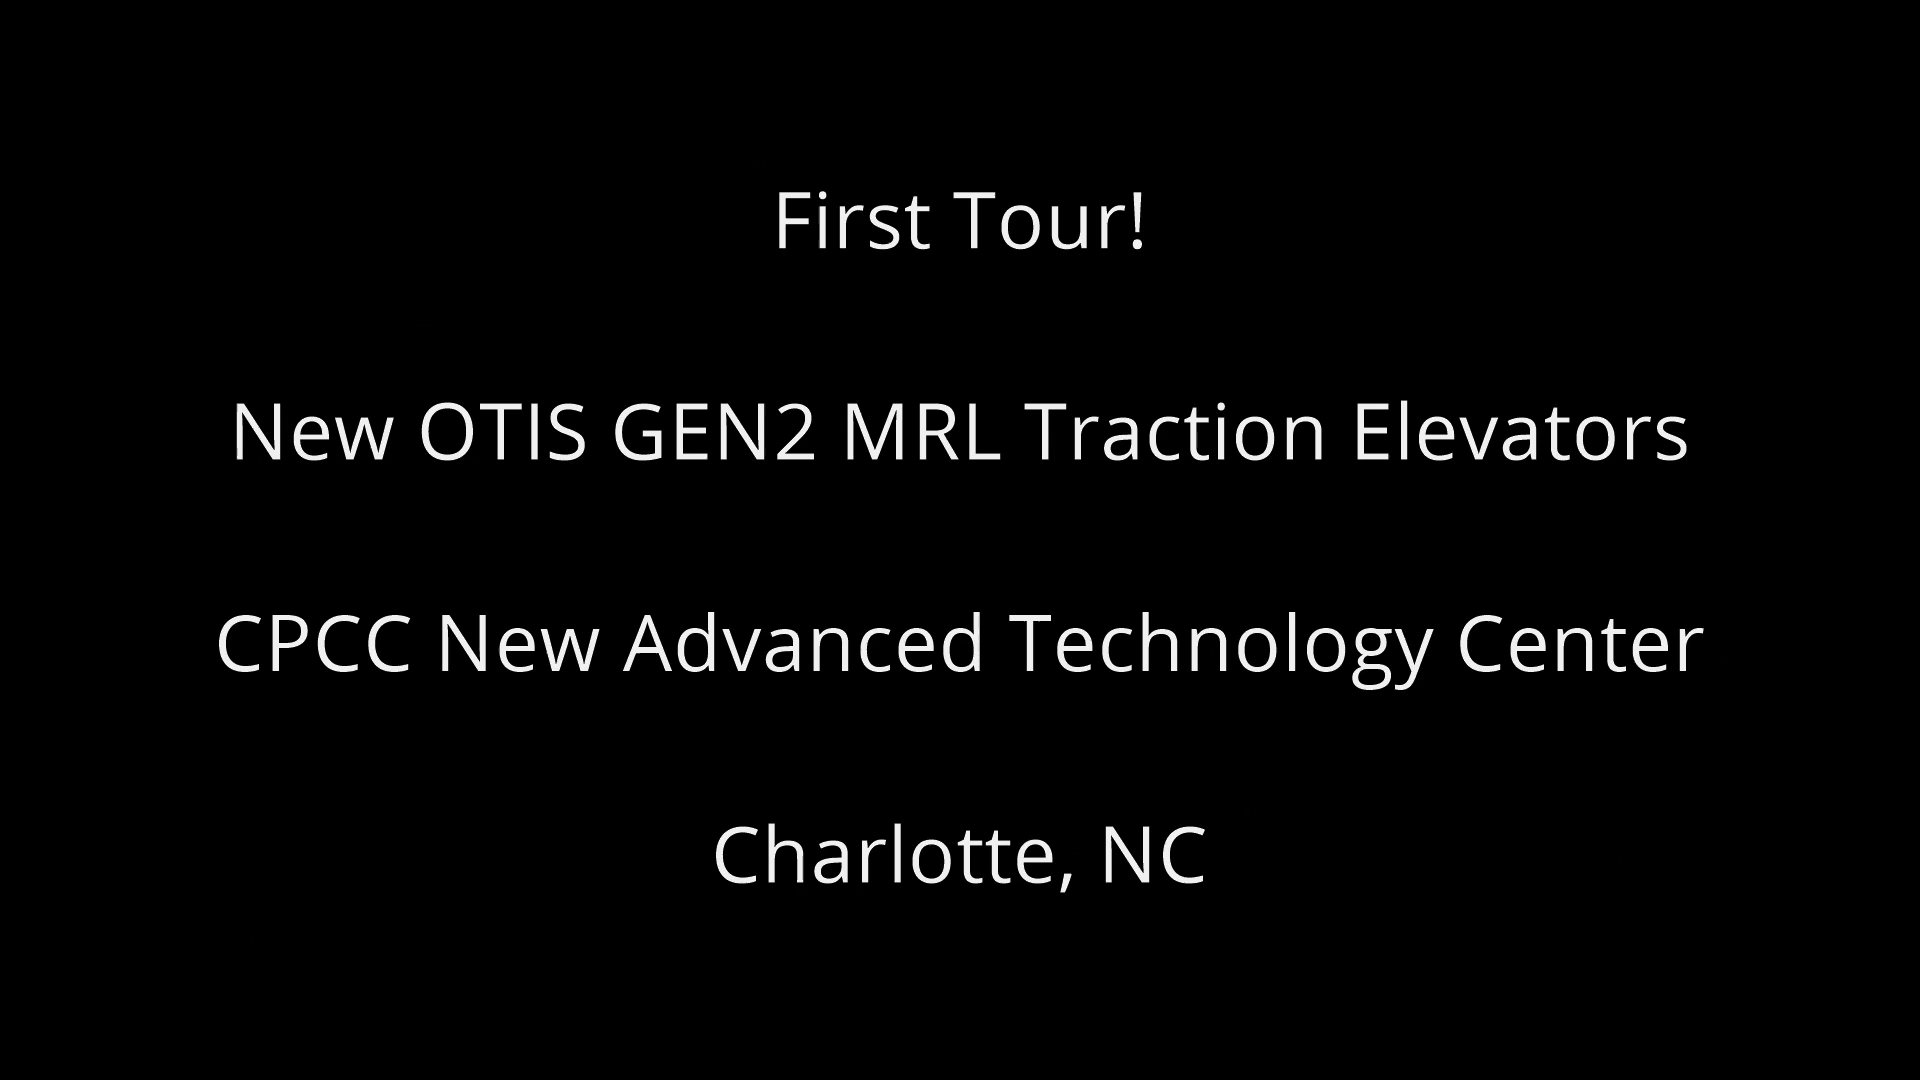 First Tour!
New OTIS GEN2 MRL Traction Elevators
CPCC New Advanced Technology Center
Charlotte, NC